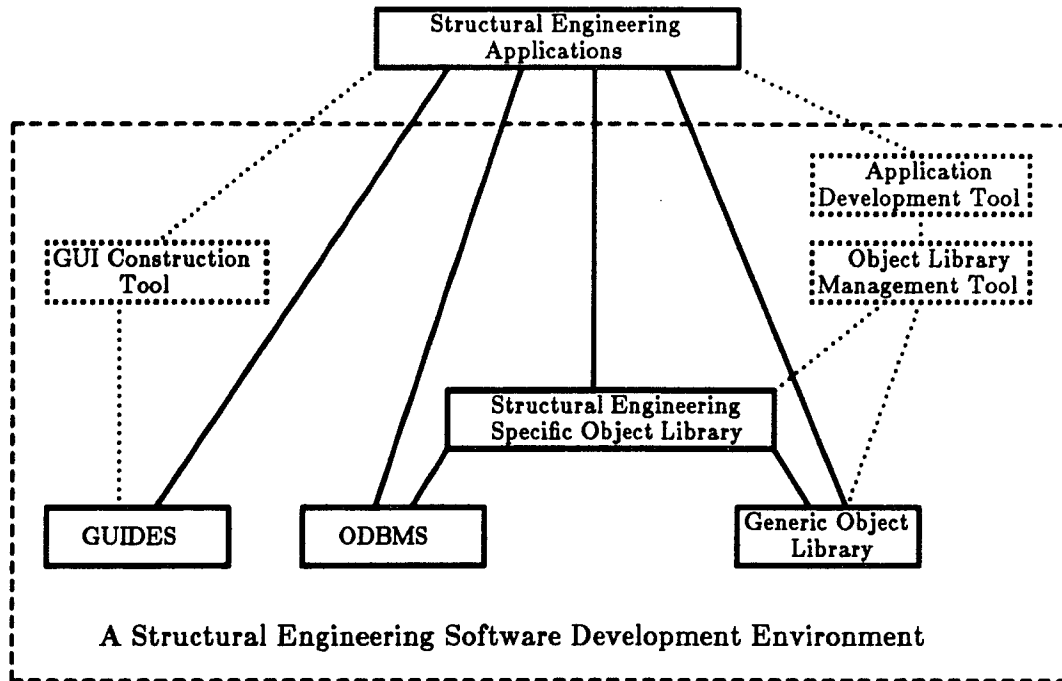 Structural Engineering
Applications
Application
Development Tool
GUI Construction
Tool
Object Library
Management Tool
Structural Engineering
Specific Object Library
GUIDES
ODBMS
Generic Object
Library
A Structural Engineering Software Development Environment